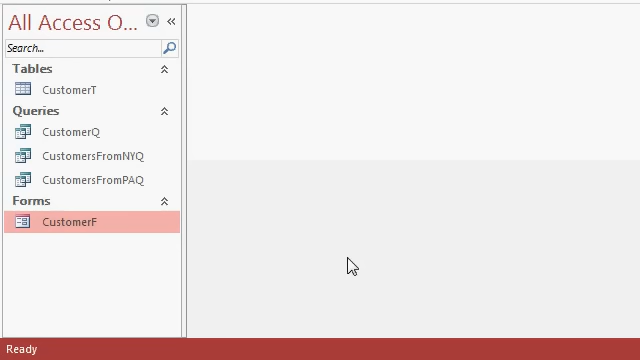 All Access O...
Search...
Tables
CustomerT
Queries
CustomerQ
CustomersFromNYQ
CustomersFromPAQ
Forms
CustomerF
Ready